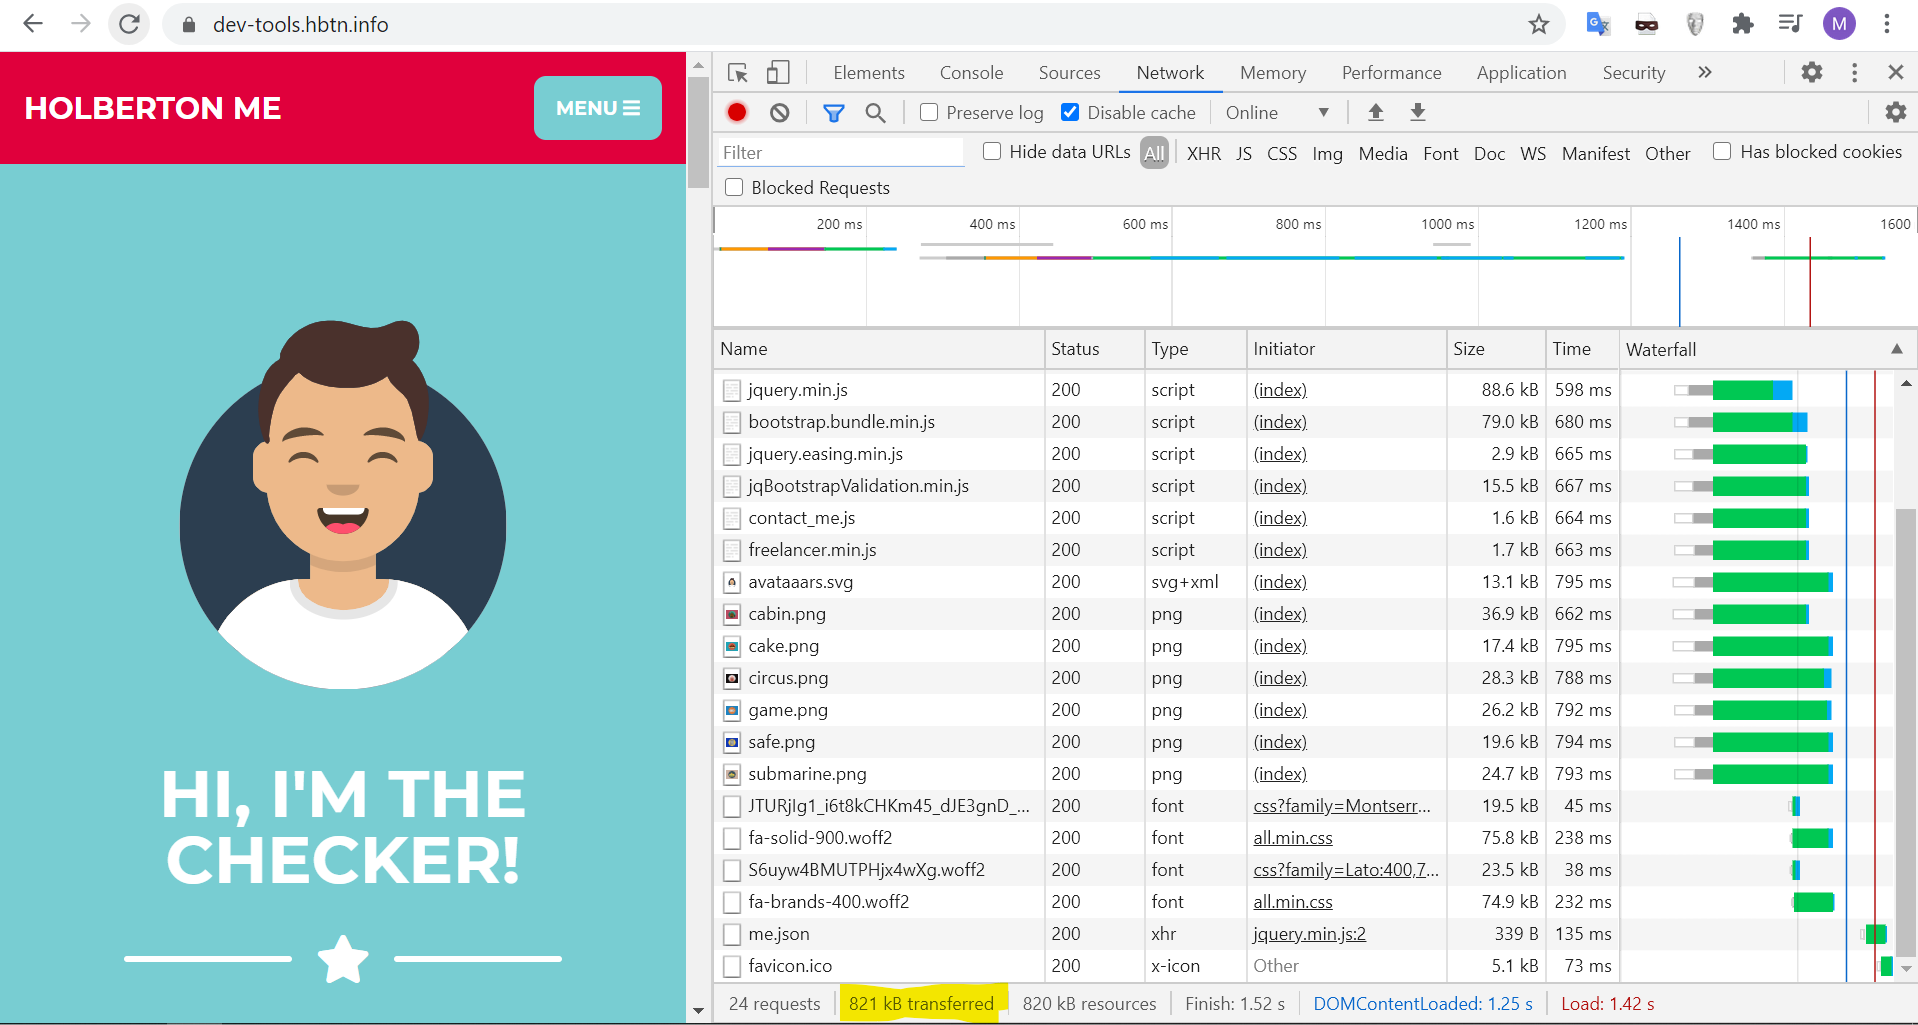 dev-tools.hbtn.info
M
HOLBERTON ME
MENU
HI, I'M THE
CHECKER!
Elements Console Sources Network Memory Performance Application Security »
Preserve log Disable cache Online
Filter Hide data URLs All XHR JS CSS Img Media Font Doc WS Manifest Other Has blocked cookies
Blocked Requests
200 ms 400 ms 600 ms 800 ms 1000 ms 1200 ms 1400 ms 1600
Name Status Type Initiator Size Time Waterfall
jquery.min.js 200 script (index) 88.6 kB 598 ms
bootstrap.bundle.min.js 200 script (index) 79.0 kB 680 ms
jquery.easing.min.js 200 script (index) 2.9 kB 665 ms
jqBootstrapValidation.min.js 200 script (index) 15.5 kB 667 ms
contact_me.js 200 script (index) 1.6 kB 664 ms
freelancer.min.js 200 script (index) 1.7 kB 663 ms
avataaars.svg 200 svg+xml (index) 13.1 kB 795 ms
cabin.png 200 png (index) 36.9 kB 662 ms
cake.png 200 png (index) 17.4 kB 795 ms
circus.png 200 png (index) 28.3 kB 788 ms
game.png 200 png (index) 26.2 kB 792 ms
safe.png 200 png (index) 19.6 kB 794 ms
submarine.png 200 png (index) 24.7 kB 793 ms
JTURjIg1_i6t8kCHKm45_dJE3gnD_... 200 font css?family=Montserr... 19.5 kB 45 ms
fa-solid-900.woff2 200 font all.min.css 75.8 kB 238 ms
S6uyw4BMUTPHjx4wXg.woff2 200 font css?family=Lato:400,7... 23.5 kB 38 ms
fa-brands-400.woff2 200 font all.min.css 74.9 kB 232 ms
me.json 200 xhr jquery.min.js:2 339 B 135 ms
favicon.ico 200 x-icon Other 5.1 kB 73 ms
24 requests 821 kB transferred 820 kB resources Finish: 1.52 s DOMContentLoaded: 1.25 s Load: 1.42 s